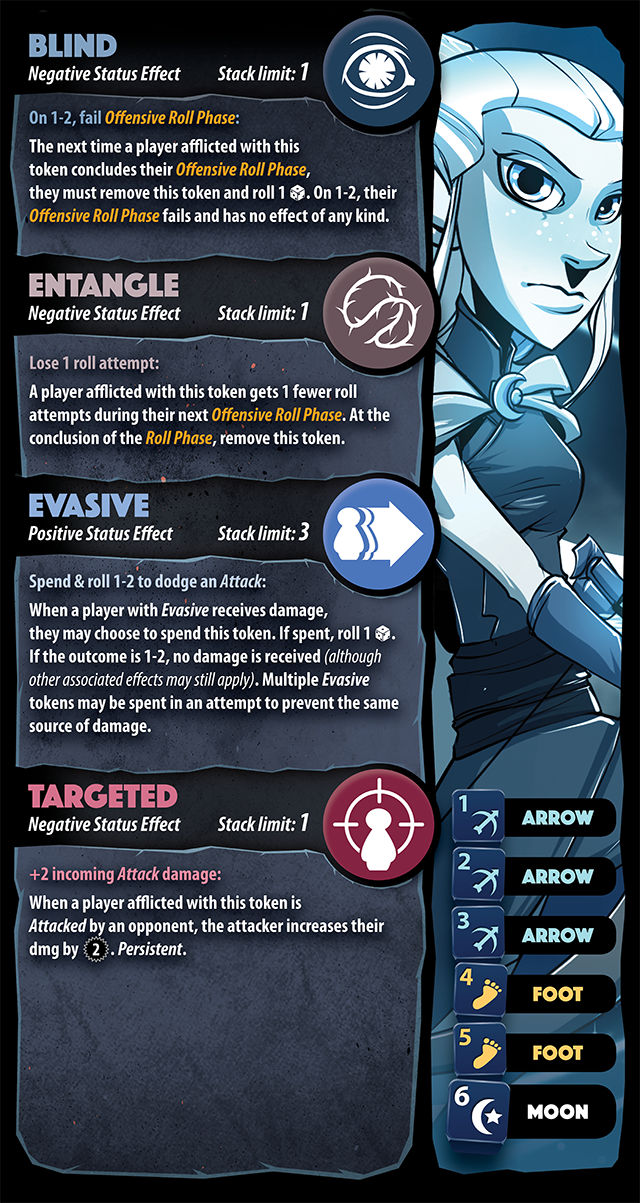 BLIND
Negative Status Effect Stack limit: 1
On 1-2, fail Offensive Roll Phase:
The next time a player afflicted with this
token concludes their Offensive Roll Phase,
they must remove this token and roll 1 . On 1-2, their
Offensive Roll Phase fails and has no effect of any kind.
ENTANGLE
Negative Status Effect Stack limit: 1
Lose 1 roll attempt:
A player afflicted with this token gets 1 fewer roll
attempts during their next Offensive Roll Phase. At the
conclusion of the Roll Phase, remove this token.
EVASIVE
Positive Status Effect Stack limit: 3
Spend & roll 1-2 to dodge an Attack:
When a player with Evasive receives damage,
they may choose to spend this token. If spent, roll 1 .
If the outcome is 1-2, no damage is received (although
other associated effects may still apply). Multiple Evasive
tokens may be spent in an attempt to prevent the same
source of damage.
TARGETED
Negative Status Effect Stack limit: 1
+2 incoming Attack damage:
When a player afflicted with this token is
Attacked by an opponent, the attacker increases their
dmg by 2 . Persistent.
1 ARROW
2 ARROW
3 ARROW
4 FOOT
5 FOOT
6 MOON